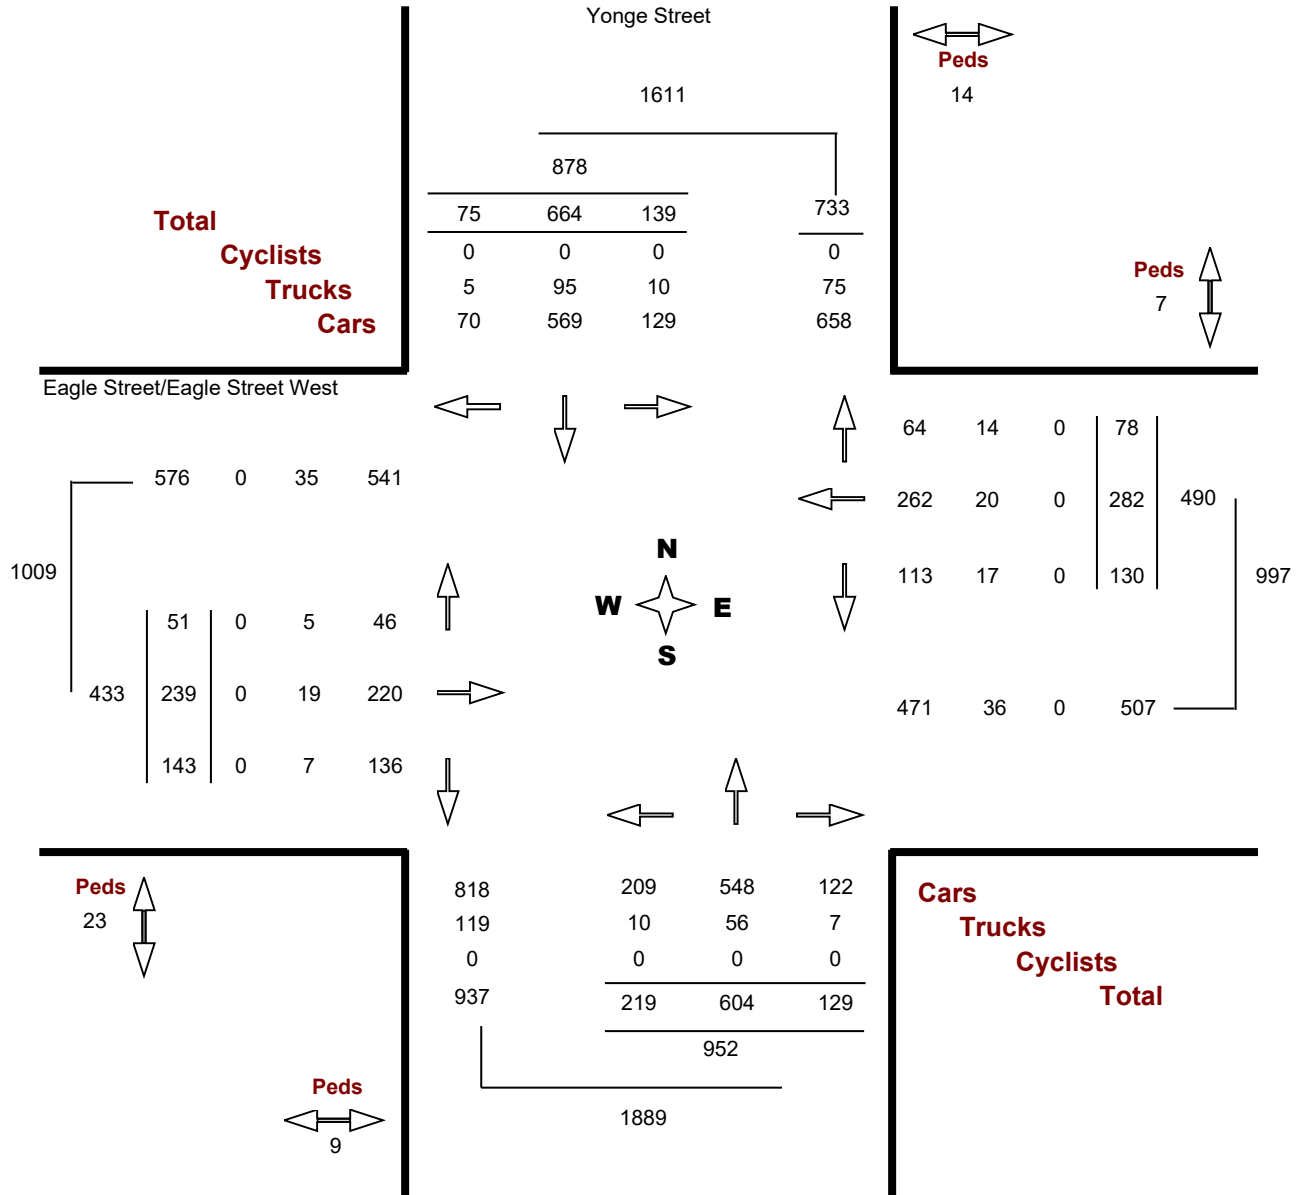 Yonge Street
Peds
14
1611
878
75 664 139 733
Total
0 0 0 0
Cyclists
5 95 10 75
Trucks
70 569 129 658
Cars
Peds
7
Eagle Street/Eagle Street West
64 14 0 78
576 0 35 541
262 20 0 282 490
N
1009
W E
113 17 0 130 997
S
51 0 5 46
433 239 0 19 220
471 36 0 507
143 0 7 136
Peds
23
818 209 548 122
Cars
119 10 56 7
Trucks
0 0 0 0
Cyclists
937 219 604 129
Total
952
Peds
9
1889